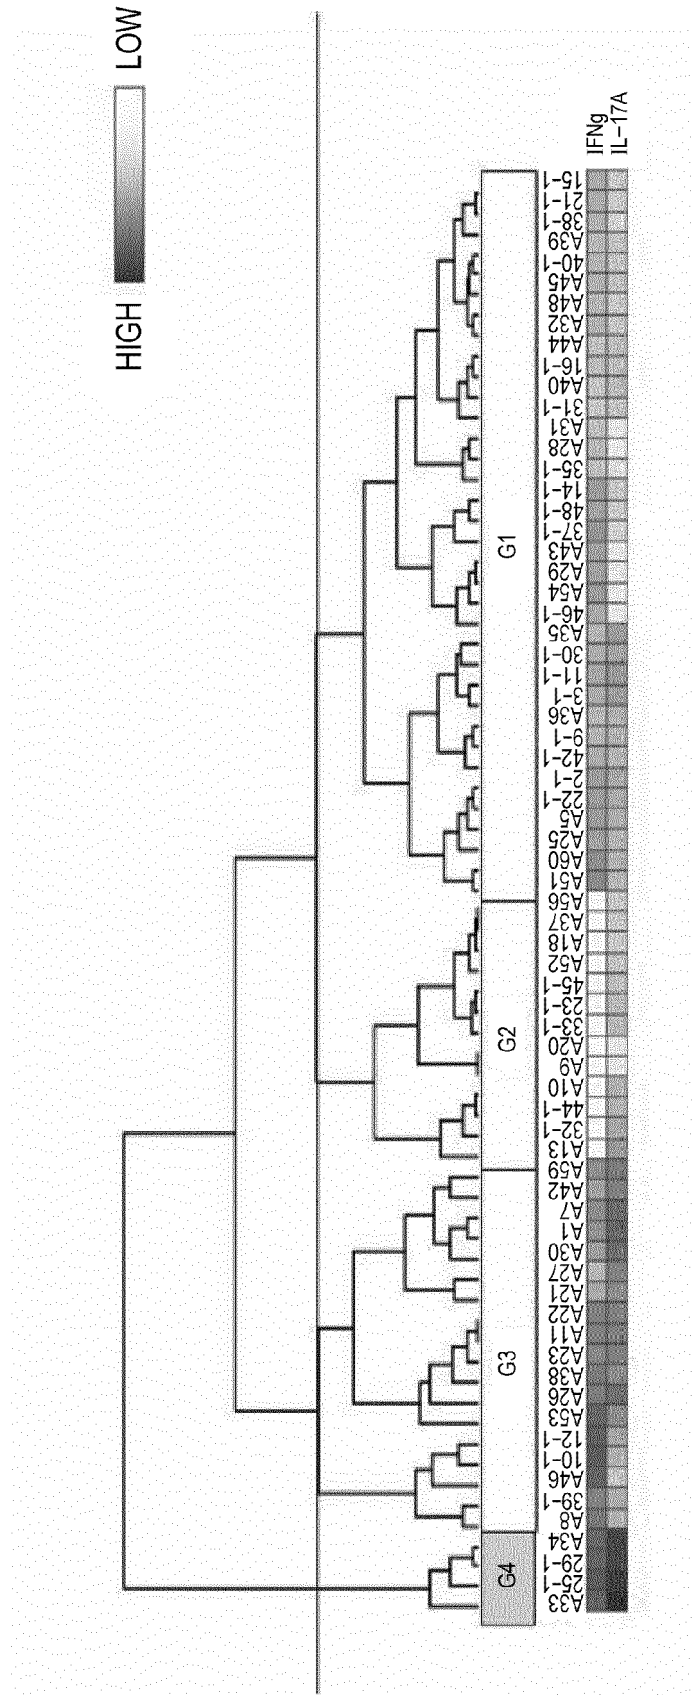 HIGH LOW
IFNg
IL-17A
G1
G2
G3
G4
15-1
21-1
38-1
A39
40-1
A45
A48
A32
A44
16-1
A40
31-1
A31
A28
35-1
14-1
48-1
37-1
A43
A29
A54
46-1
A35
30-1
11-1
3-1
A36
9-1
42-1
2-1
22-1
A5
A25
A60
A51
A56
A37
A18
A52
45-1
23-1
33-1
A20
A9
A10
44-1
32-1
A13
A59
A42
A7
A1
A30
A27
A21
A22
A11
A23
A38
A26
A53
12-1
10-1
A46
39-1
A8
A34
29-1
25-1
A33